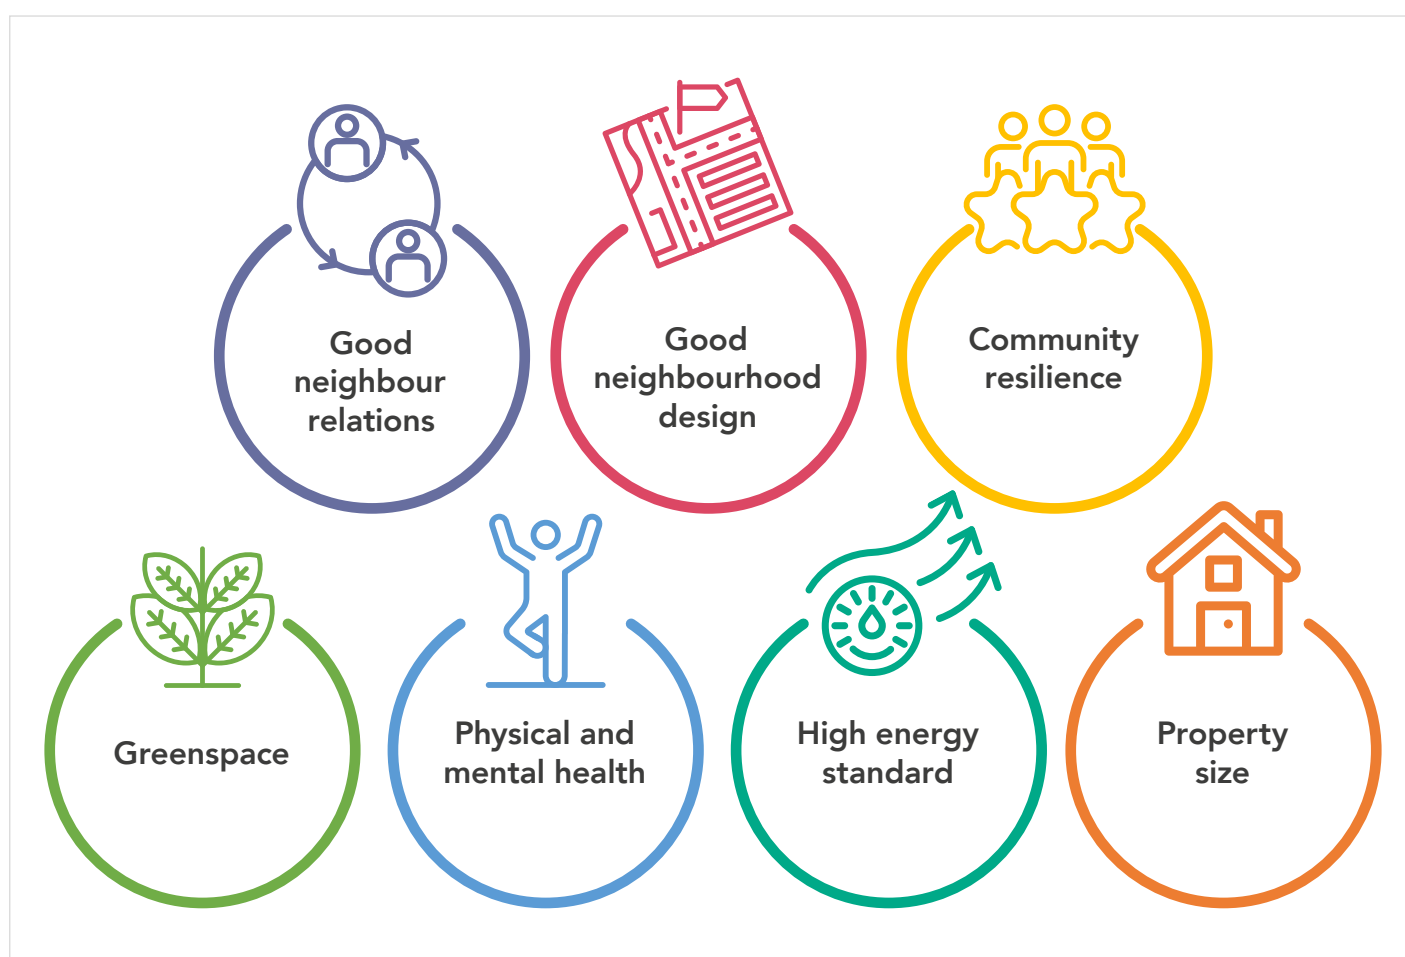 Good
neighbour
relations
Good
neighbourhood
design
Community
resilience
Greenspace
Physical and
mental health
High energy
standard
Property
size